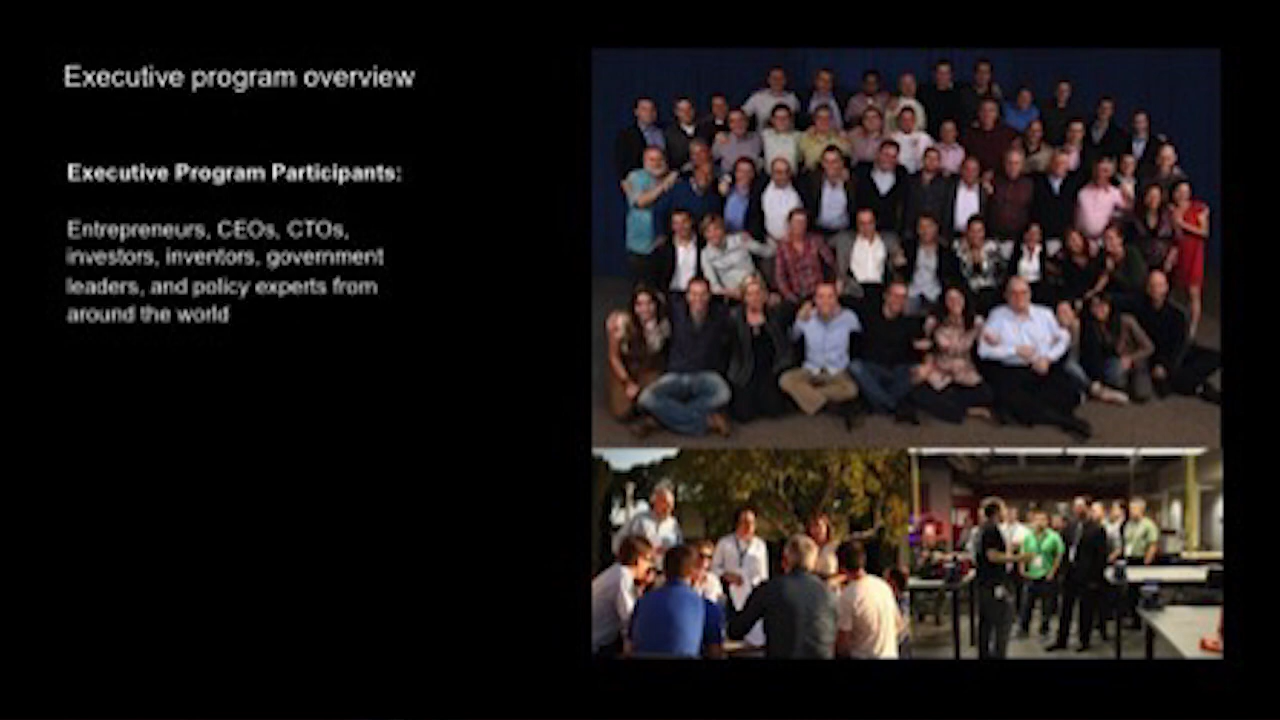 Executive program overview
Executive Program Participants:
Entrepreneurs, CEOs, CTOs,
investors, inventors, government
leaders, and policy experts from
around the world